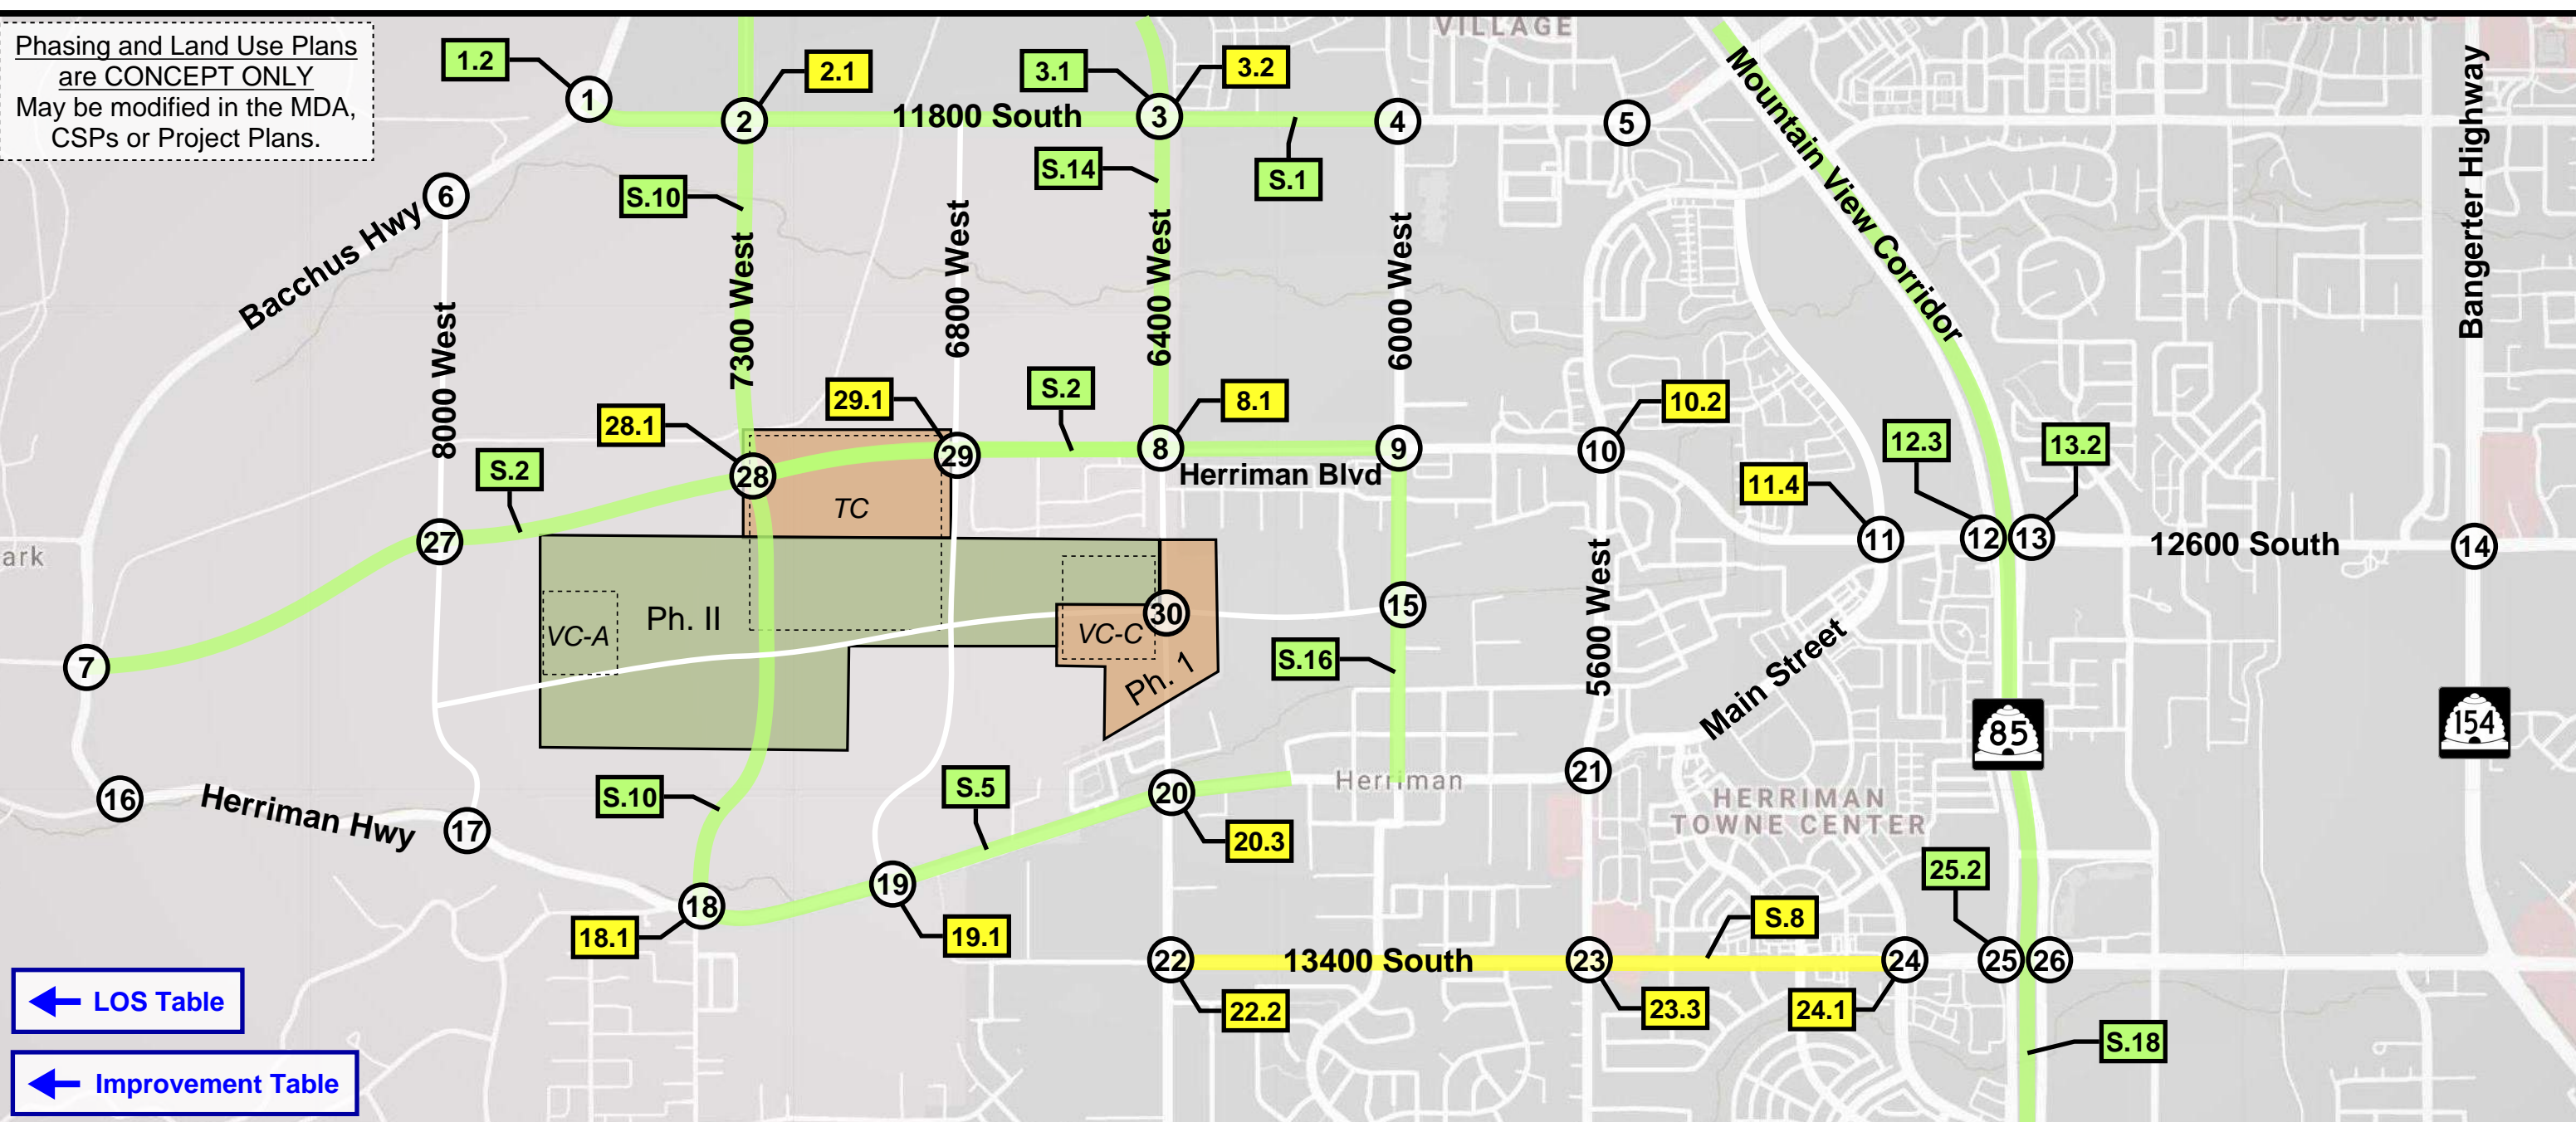 Phasing and Land Use Plans
are CONCEPT ONLY
May be modified in the MDA,
CSPs or Project Plans.
VILLAGE
1.2
1
2.1
2
11800 South
3.1
3.2
3
S.14
S.1
4
5
Mountain View Corridor
Bangerter Highway
6
Bacchus Hwy
S.10
8000 West
7300 West
6800 West
6400 West
6000 West
28.1
29.1
S.2
8.1
10.2
12.3
13.2
S.2
28
29
8
9
Herriman Blvd
10
11.4
11
12
13
12600 South
14
ark
27
TC
7
VC-A
Ph. II
VC-C
30
Ph. 1
15
S.16
5600 West
Main Street
85
154
16
Herriman Hwy
17
S.10
S.5
20
20.3
Herriman
21
HERRIMAN
TOWNE CENTER
18
18.1
19
19.1
25.2
S.8
22
13400 South
23
24
25
26
22.2
23.3
24.1
S.18
LOS Table
Improvement Table